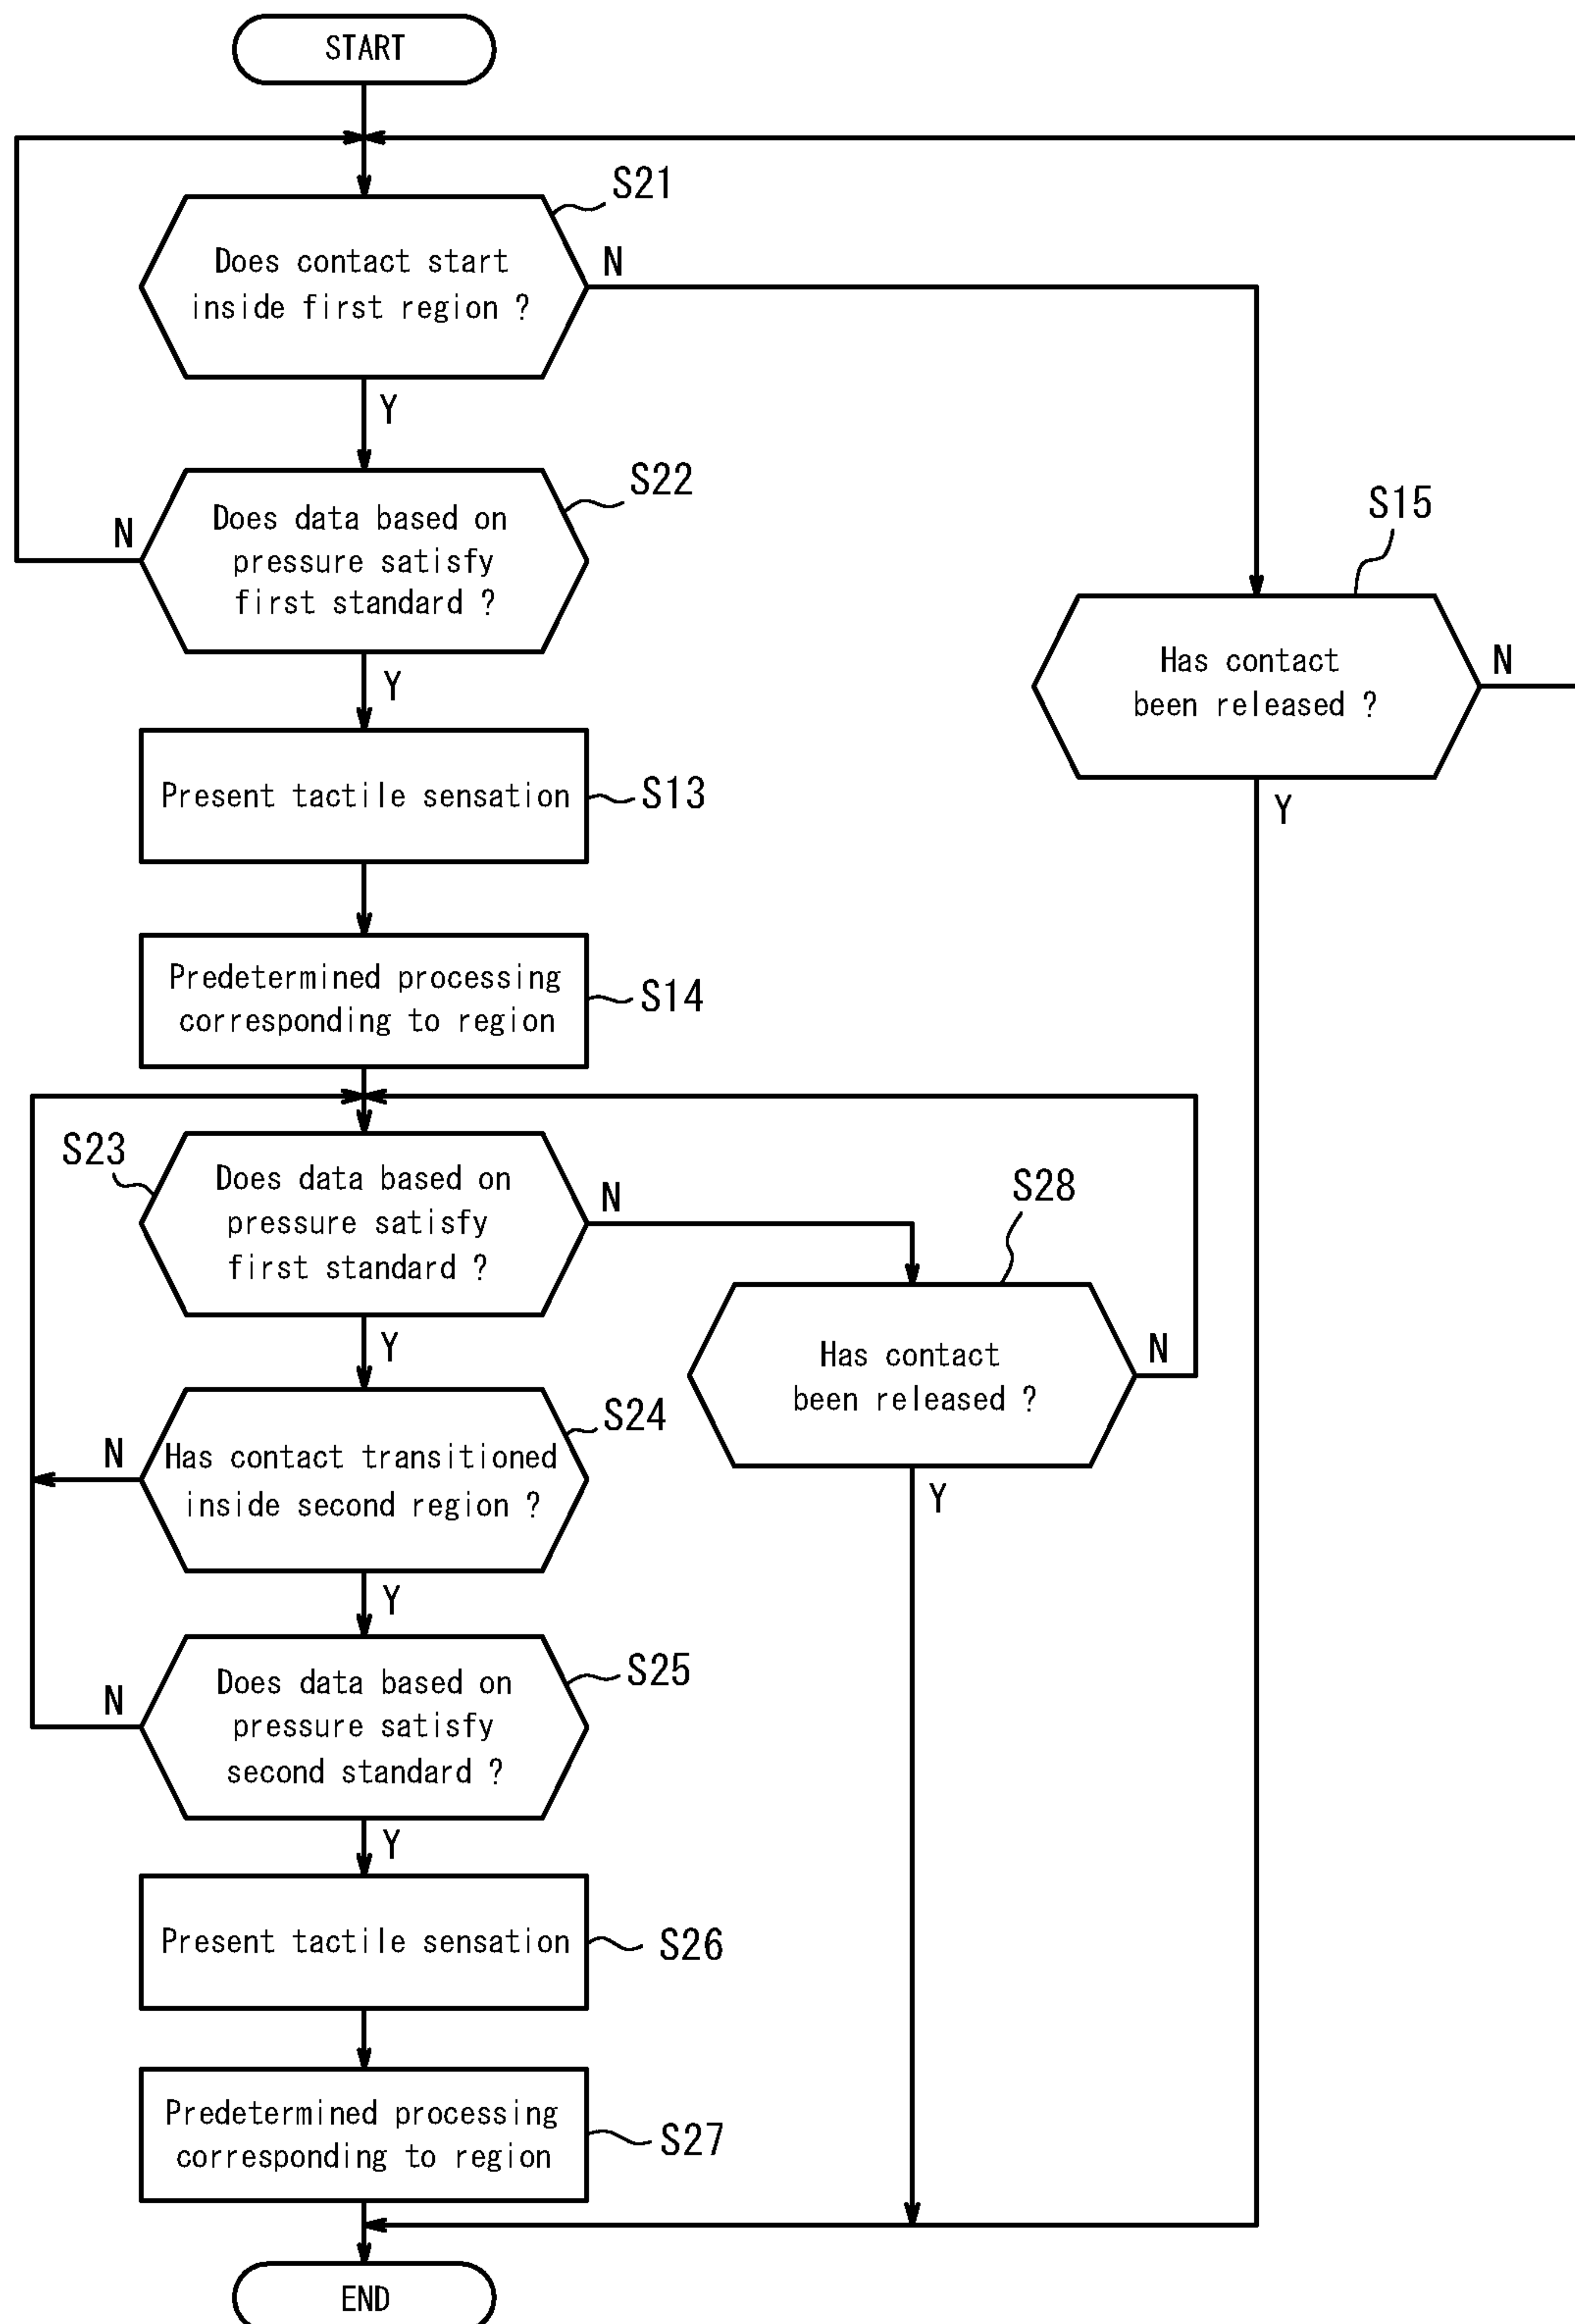 START
S21
Does contact start
inside first region ?
N
Y
S22
Does data based on
pressure satisfy
first standard ?
N
Y
S15
Has contact
been released ?
N
Y
Present tactile sensation
S13
Predetermined processing
corresponding to region
S14
S23
Does data based on
pressure satisfy
first standard ?
N
Y
S28
Has contact
been released ?
N
Y
S24
Has contact transitioned
inside second region ?
N
Y
S25
Does data based on
pressure satisfy
second standard ?
N
Y
Present tactile sensation
S26
Predetermined processing
corresponding to region
S27
END